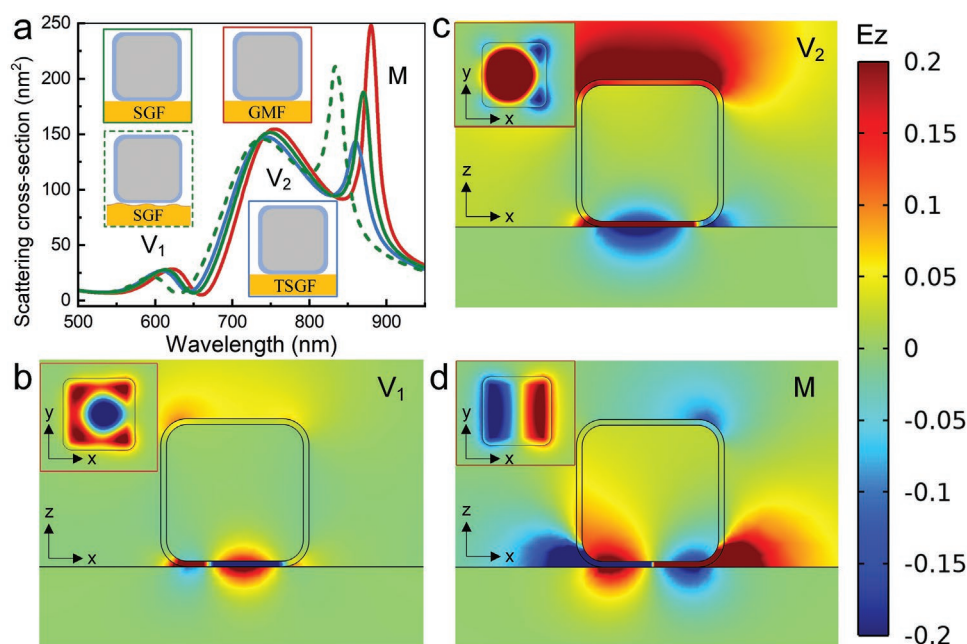 a
Scattering cross-section (nm²)
250
200
150
100
50
0
SGF
GMF
SGF
TSGF
V₁
V₂
M
500
600
700
800
900
Wavelength (nm)
b
V₁
y
x
z
x
c
V₂
y
x
z
x
d
M
y
x
z
x
Ez
0.2
0.15
0.1
0.05
0
-0.05
-0.1
-0.15
-0.2